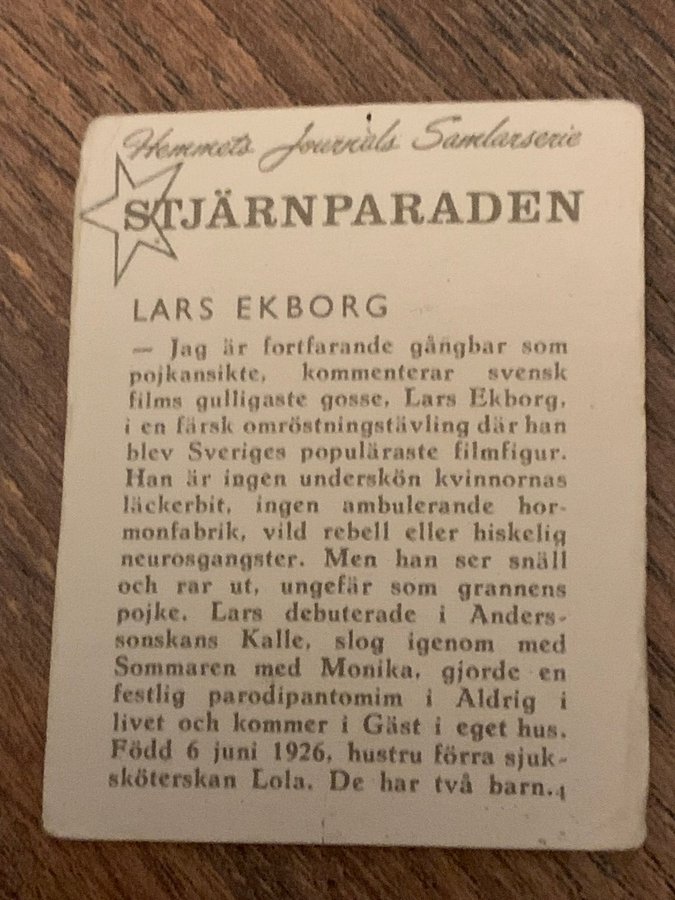 Hemmets Journals Samlarserie
STJÄRNPARADEN
LARS EKBORG
— Jag är fortfarande gångbar som
pojkansikte, kommenterar svensk
films gulligaste gosse, Lars Ekborg,
i en färsk omröstningstävling där han
blev Sveriges populäraste filmfigur.
Han är ingen underskön kvinnornas
läckerbit, ingen ambulerande hor-
monfabrik, vild rebell eller hiskelig
neurosgangster. Men han ser snäll
och rar ut, ungefär som grannens
pojke. Lars debuterade i Anders-
sonskans Kalle, slog igenom med
Sommaren med Monika, gjorde en
festlig parodipantomim i Aldrig i
livet och kommer i Gäst i eget hus.
Född 6 juni 1926, hustru förra sjuk-
sköterskan Lola. De har två barn.4